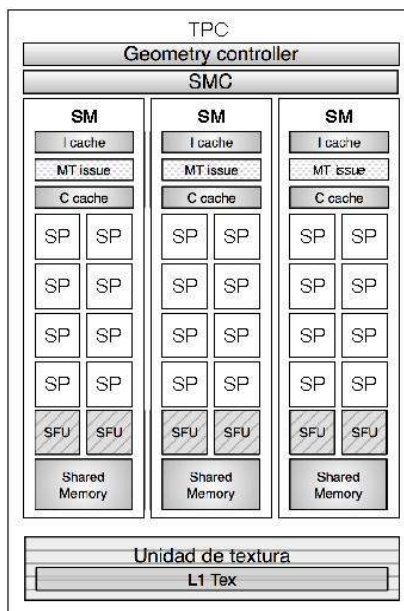 TPC
Geometry controller
SMC
SM SM SM
I cache I cache I cache
MT issue MT issue MT issue
C cache C cache C cache
SP SP SP SP SP SP
SP SP SP SP SP SP
SP SP SP SP SP SP
SP SP SP SP SP SP
SFU SFU SFU SFU SFU SFU
Shared Shared Shared
Memory Memory Memory
Unidad de textura
L1 Tex